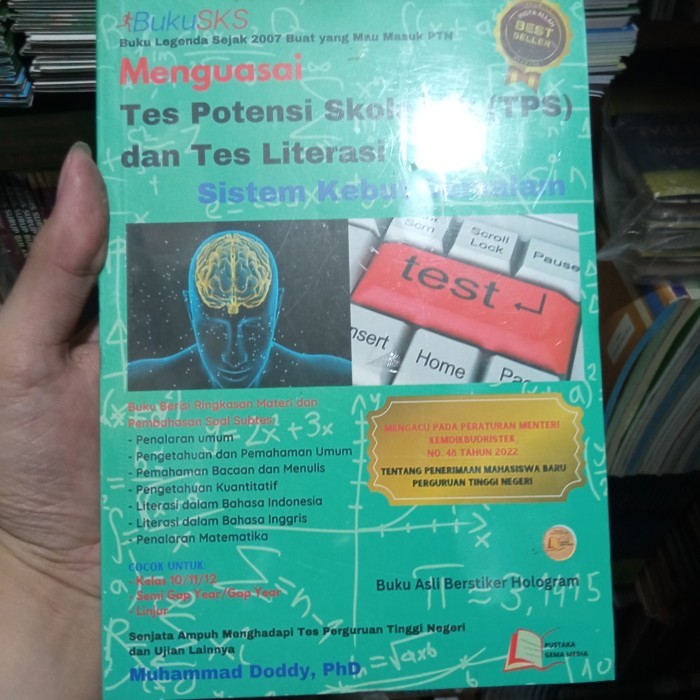 BukuSKS
Buku Legenda Sejak 2007 Buat yang Mau Masuk PTN
BEST
SELLER
Menguasai
Tes Potensi (TPS)
dan Tes Literasi
Sistem
Scroll
Lock
Pause
test
nsert
Home
Pa
Buku Berisi Ringkasan Materi dan
Pembahasan Soal Subtes:
- Penalaran umum
- Pengetahuan dan Pemahaman Umum
- Pemahaman Bacaan dan Menulis
- Pengetahuan Kuantitatif
- Literasi dalam Bahasa Indonesia
- Literasi dalam Bahasa Inggris
- Penalaran Matematika
MENGACU PADA PERATURAN MENTERI
KEMDIKBUDRISTEK
NO. 48 TAHUN 2022
TENTANG PENERIMAAN MAHASISWA BARU
PERGURUAN TINGGI NEGERI
COCOK UNTUK:
- Kelas 10/11/12
- Semi Gap Year/Gap Year
- Linjur
Buku Asli Berstiker Hologram
Senjata Ampuh Menghadapi Tes Perguruan Tinggi Negeri
dan Ujian Lainnya
Muhammad Doddy, PhD
PUSTAKA
GEMA MEDIA